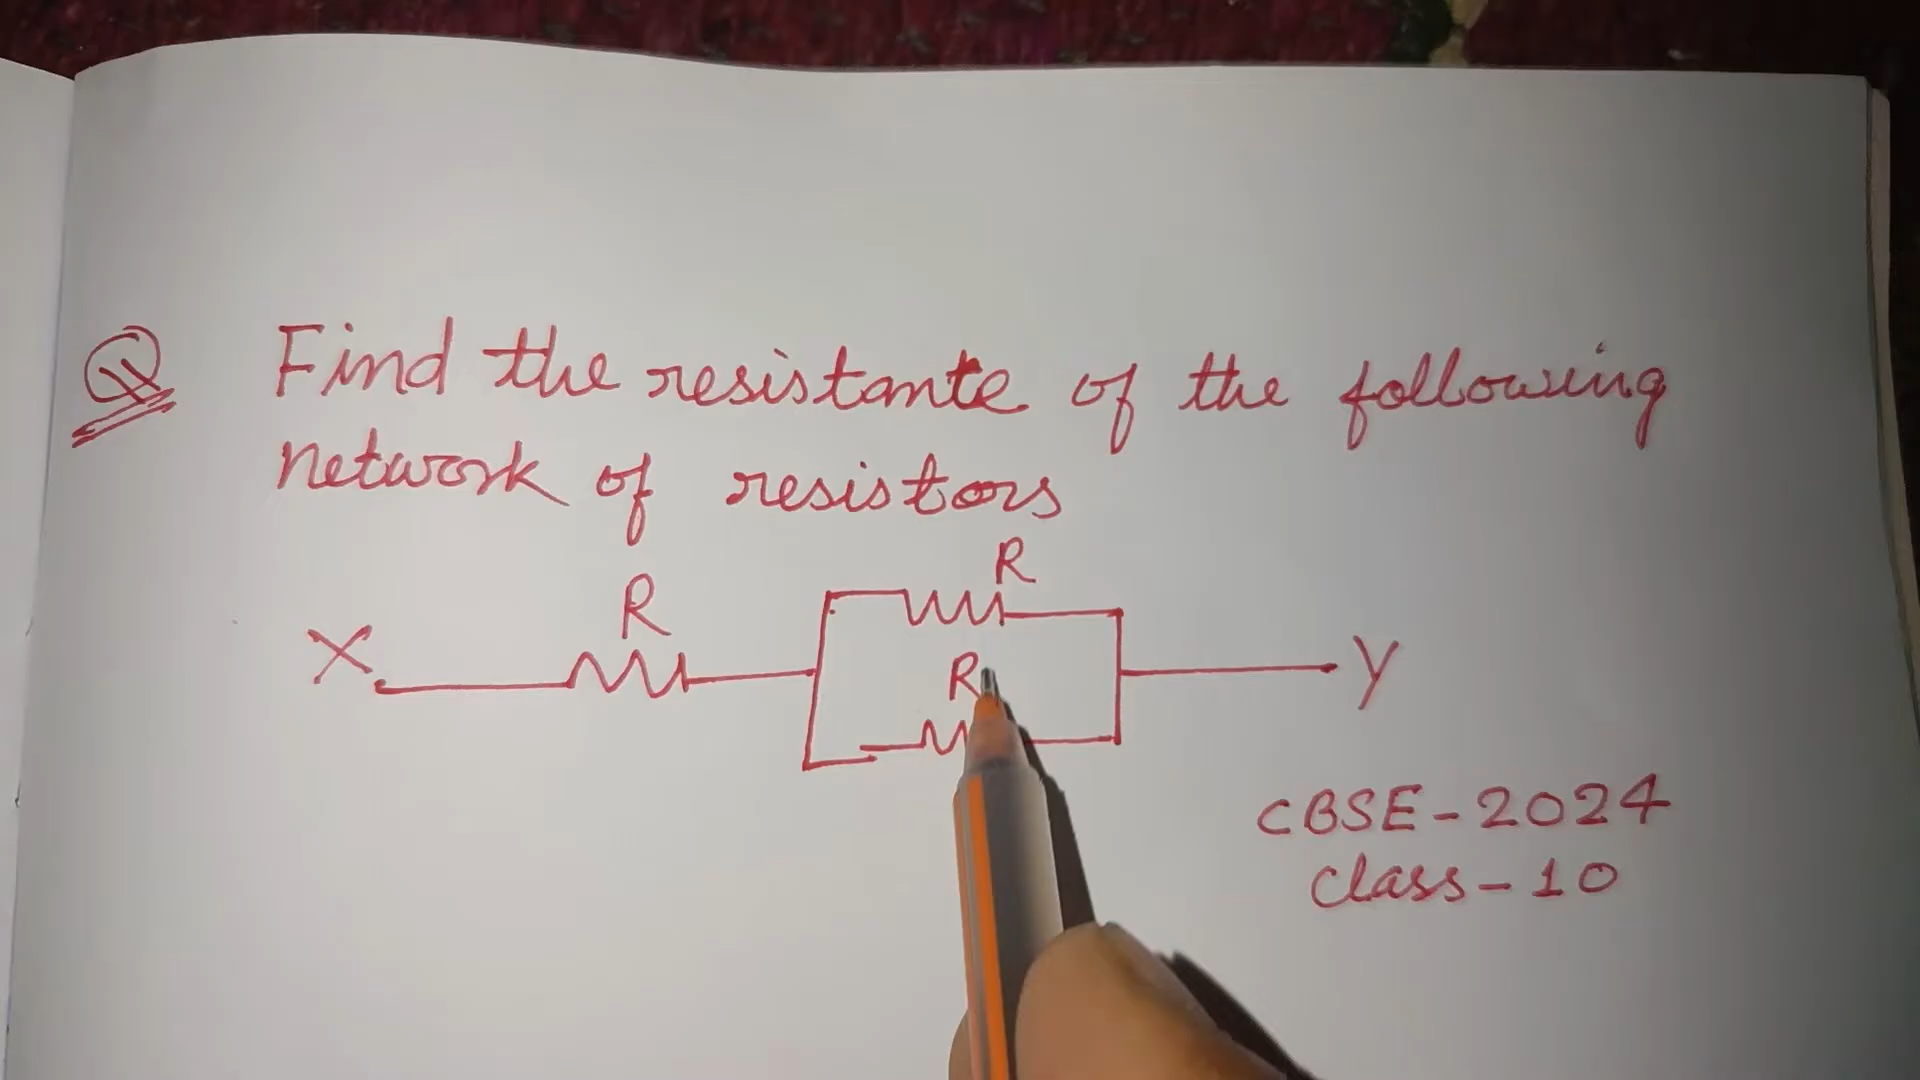 Q Find the resistante of the following
network of resistors
R
R
X
R
Y
CBSE-2024
Class-10